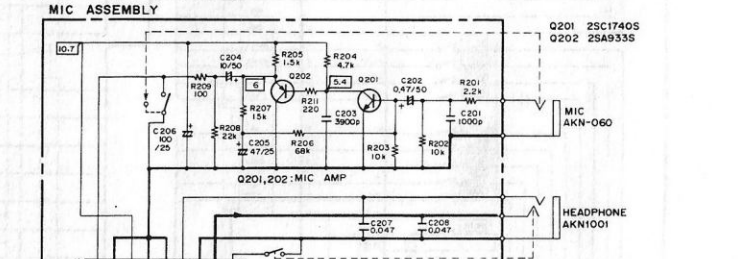 MIC ASSEMBLY
Q201 2SC1740S
Q202 2SA933S
10.7
C204
10/50
R205
1.5k
R204
4.7k
Q202
6
5.4
Q201
C202
0.47/50
R201
2.2k
R209
100
R207
15k
R211
220
C203
3900p
C201
1000p
MIC
AKN-060
C206
100
/25
R208
22k
C205
47/25
R206
68k
R203
10k
R202
10k
Q201,202:MIC AMP
C207
0.047
C208
0.047
HEADPHONE
AKN1001